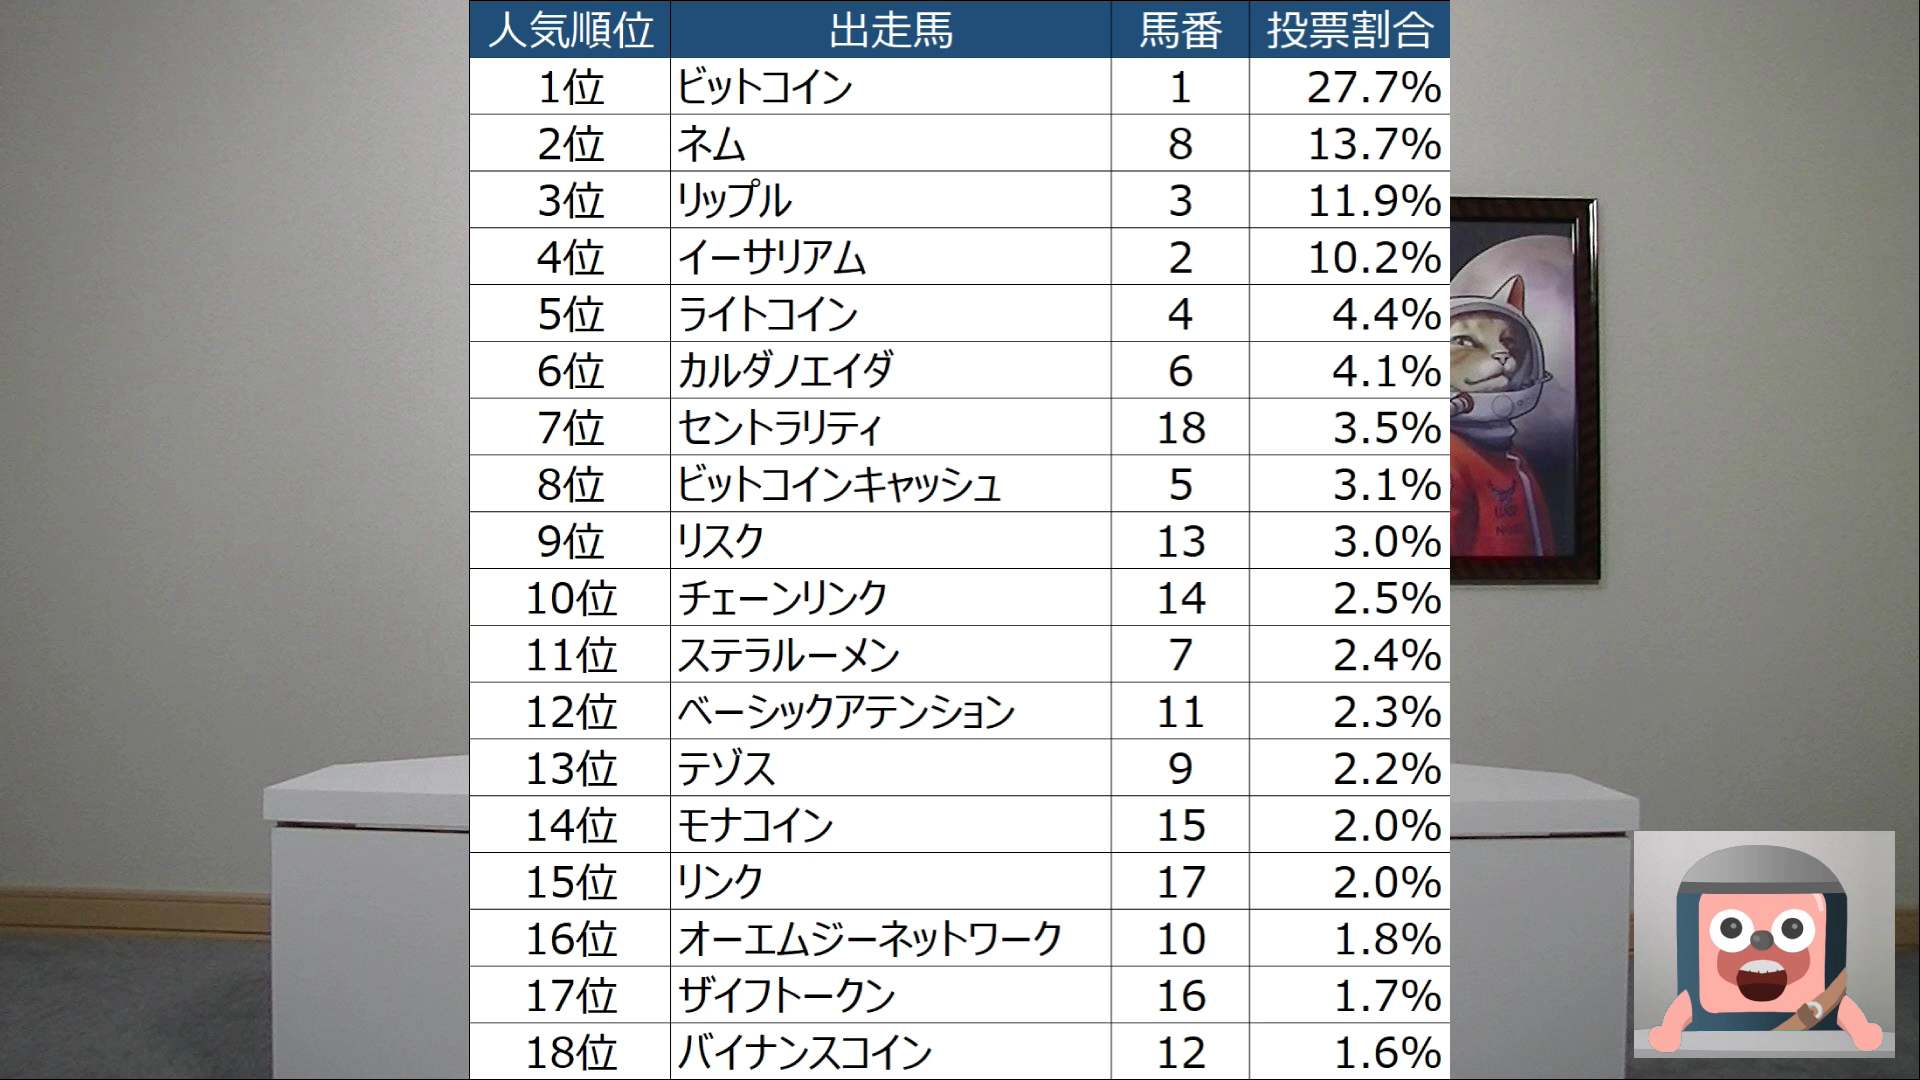 人気順位 出走馬 馬番 投票割合
1位 ビットコイン 1 27.7%
2位 ネム 8 13.7%
3位 リップル 3 11.9%
4位 イーサリアム 2 10.2%
5位 ライトコイン 4 4.4%
6位 カルダノエイダ 6 4.1%
7位 セントラリティ 18 3.5%
8位 ビットコインキャッシュ 5 3.1%
9位 リスク 13 3.0%
10位 チェーンリンク 14 2.5%
11位 ステラルーメン 7 2.4%
12位 ベーシックアテンション 11 2.3%
13位 テゾス 9 2.2%
14位 モナコイン 15 2.0%
15位 リンク 17 2.0%
16位 オーエムジーネットワーク 10 1.8%
17位 ザイフトークン 16 1.7%
18位 バイナンスコイン 12 1.6%